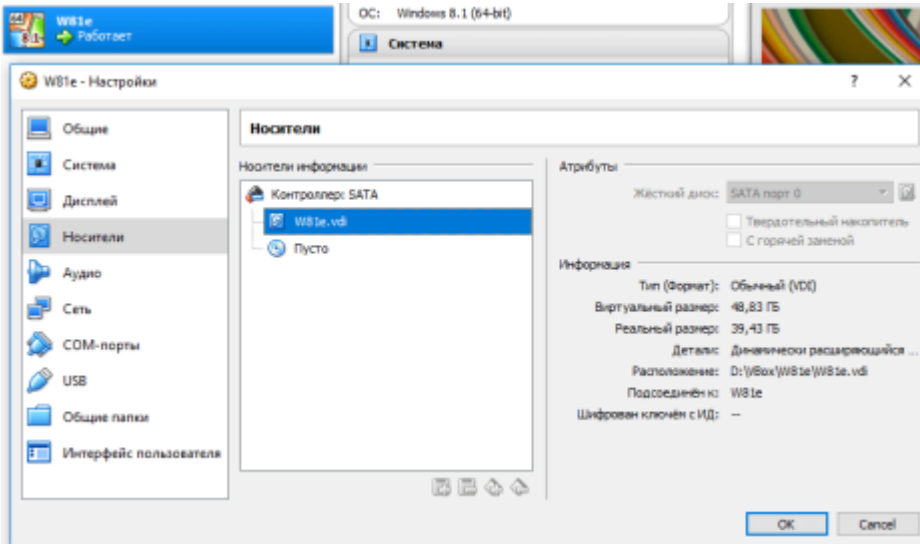 W81e
Работает
ОС: Windows 8.1 (64-bit)
Система
W81e - Настройки
? ×
Общие
Система
Дисплей
Носители
Аудио
Сеть
COM-порты
USB
Общие папки
Интерфейс пользователя
Носители
Носители информации
Контроллер: SATA
W81e.vdi
Пусто
Атрибуты
Жёсткий диск: SATA порт 0
Твердотельный накопитель
С горячей заменой
Информация
Тип (Формат): Обычный (VDI)
Виртуальный размер: 48,83 ГБ
Реальный размер: 39,43 ГБ
Детали: Динамически расширяющийся ...
Расположение: D:\VBox\W81e\W81e.vdi
Подсоединён к: W81e
Шифрован ключён с ИД: --
OK Cancel